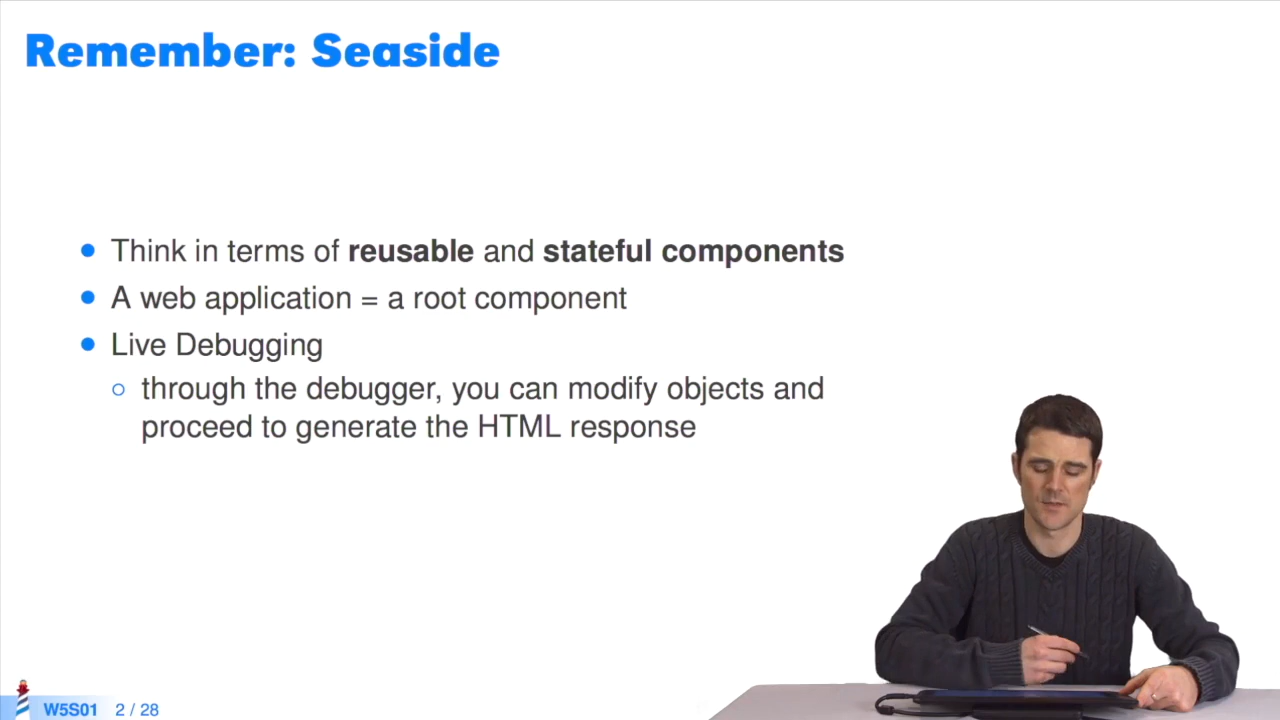 Remember: Seaside
Think in terms of reusable and stateful components
A web application = a root component
Live Debugging
through the debugger, you can modify objects and
proceed to generate the HTML response
W5S01 2 / 28